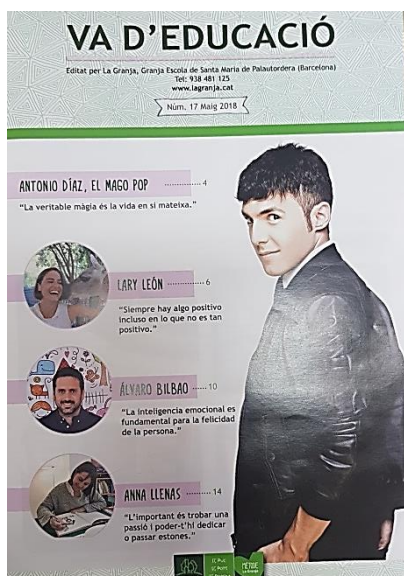 VA D'EDUCACIÓ
Editat per La Granja, Granja Escola de Santa Maria de Palautordera (Barcelona)
Tel: 938 481 125
www.lagranja.cat
Núm. 17 Maig 2018
ANTONIO DÍAZ, EL MAGO POP ............ 4
“La veritable màgia és la vida en si mateixa.”
LARY LEÓN ............ 6
“Siempre hay algo positivo
incluso en lo que no es tan
positivo.”
ÁLVARO BILBAO ..... 10
“La inteligencia emocional es
fundamental para la felicidad
de la persona.”
ANNA LLENAS ......... 14
“L'important és trobar una
passió i poder-t'hi dedicar
o passar estones.”